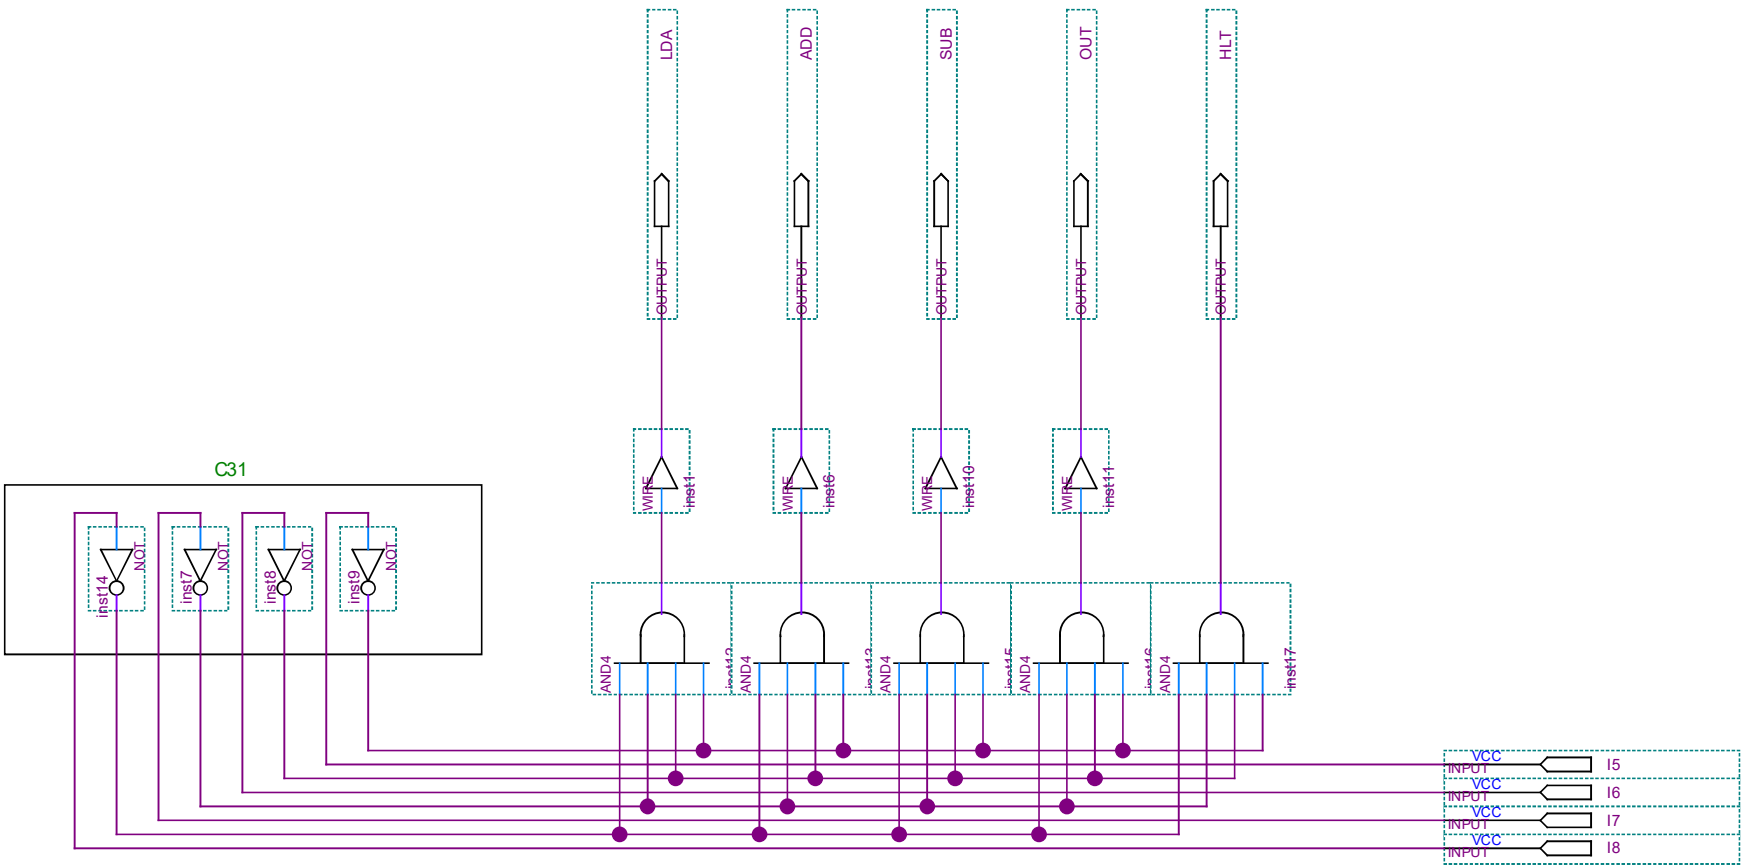 LDA
ADD
SUB
OUT
HLT
OUTPUT
OUTPUT
OUTPUT
OUTPUT
OUTPUT
WIRE
inst1
WIRE
inst6
WIRE
inst10
WIRE
inst11
C31
NOT
inst14
NOT
inst7
NOT
inst8
NOT
inst9
AND4
AND4
AND4
AND4
AND4
inst17
VCC
INPUT
I5
VCC
INPUT
I6
VCC
INPUT
I7
VCC
INPUT
I8